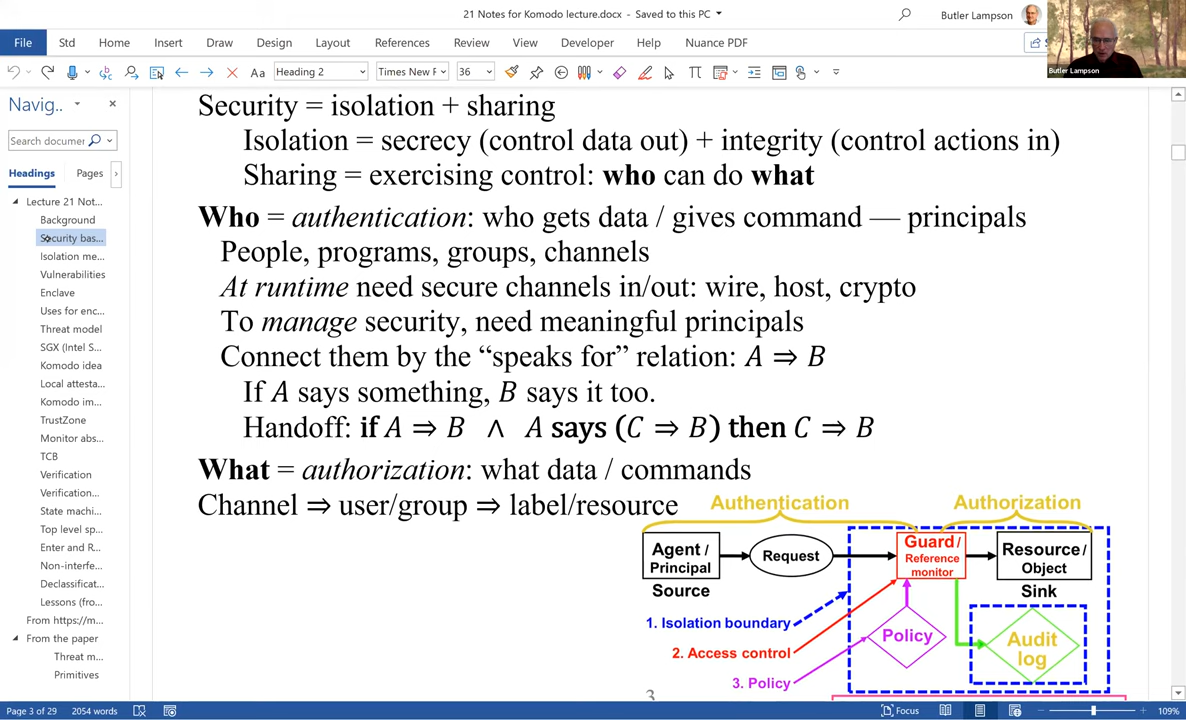 21 Notes for Komodo lecture.docx - Saved to this PC
Butler Lampson
File Std Home Insert Draw Design Layout References Review View Developer Help Nuance PDF
Butler Lampson
Aa Heading 2 Times New F 36
Navig..
Search documer
Headings Pages
Lecture 21 Not...
Background
Security bas...
Isolation me...
Vulnerabilities
Enclave
Uses for enc...
Threat model
SGX (Intel S...
Komodo idea
Local attesta...
Komodo im...
TrustZone
Monitor abs...
TCB
Verification
Verification...
State machi...
Top level sp...
Enter and R...
Non-interfe...
Declassificat...
Lessons (fro...
From https://m...
From the paper
Threat m...
Primitives
Security = isolation + sharing
Isolation = secrecy (control data out) + integrity (control actions in)
Sharing = exercising control: who can do what
Who = authentication: who gets data / gives command — principals
People, programs, groups, channels
At runtime need secure channels in/out: wire, host, crypto
To manage security, need meaningful principals
Connect them by the “speaks for” relation: A ⇒ B
If A says something, B says it too.
Handoff: if A ⇒ B ∧ A says (C ⇒ B) then C ⇒ B
What = authorization: what data / commands
Channel ⇒ user/group ⇒ label/resource
Authentication Authorization
Agent / Principal
Request
Guard / Reference monitor
Resource / Object
Source
Sink
1. Isolation boundary
2. Access control
3. Policy
Policy
Audit log
3
Page 3 of 29 2054 words
Focus
109%